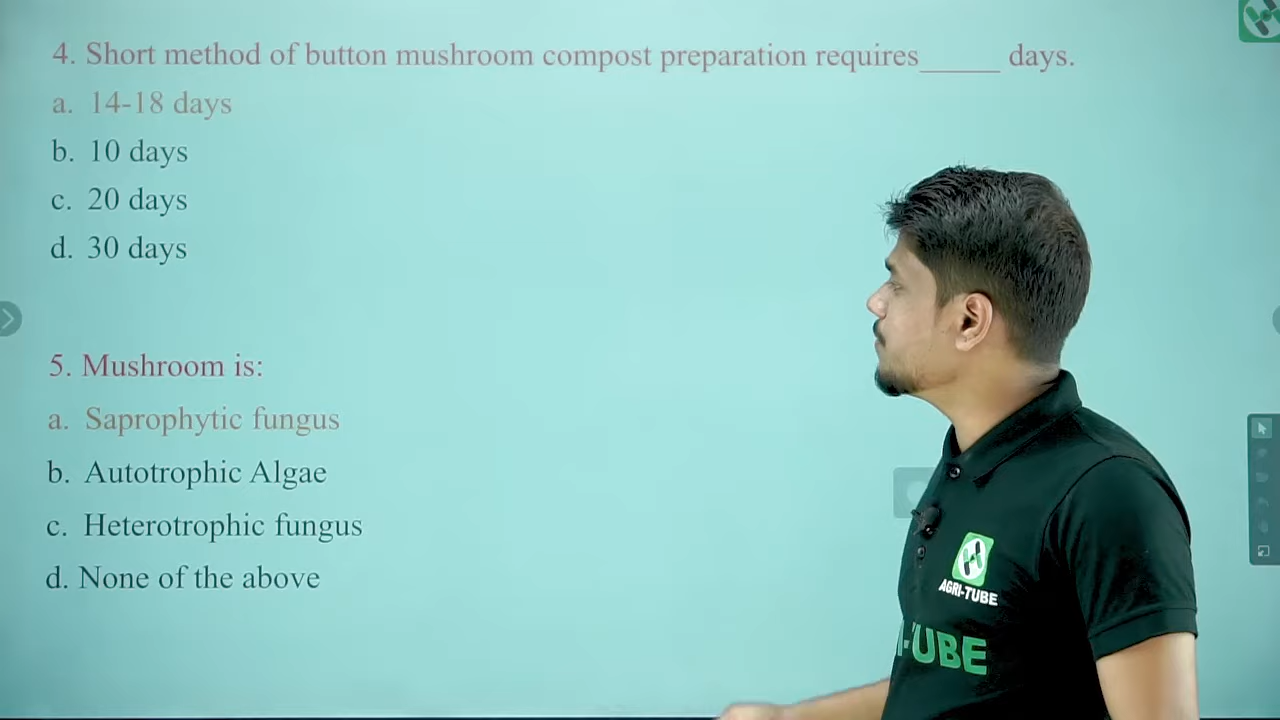 4. Short method of button mushroom compost preparation requires_____ days.
a. 14-18 days
b. 10 days
c. 20 days
d. 30 days
5. Mushroom is:
a. Saprophytic fungus
b. Autotrophic Algae
c. Heterotrophic fungus
d. None of the above
AGRI-TUBE
I-TUBE